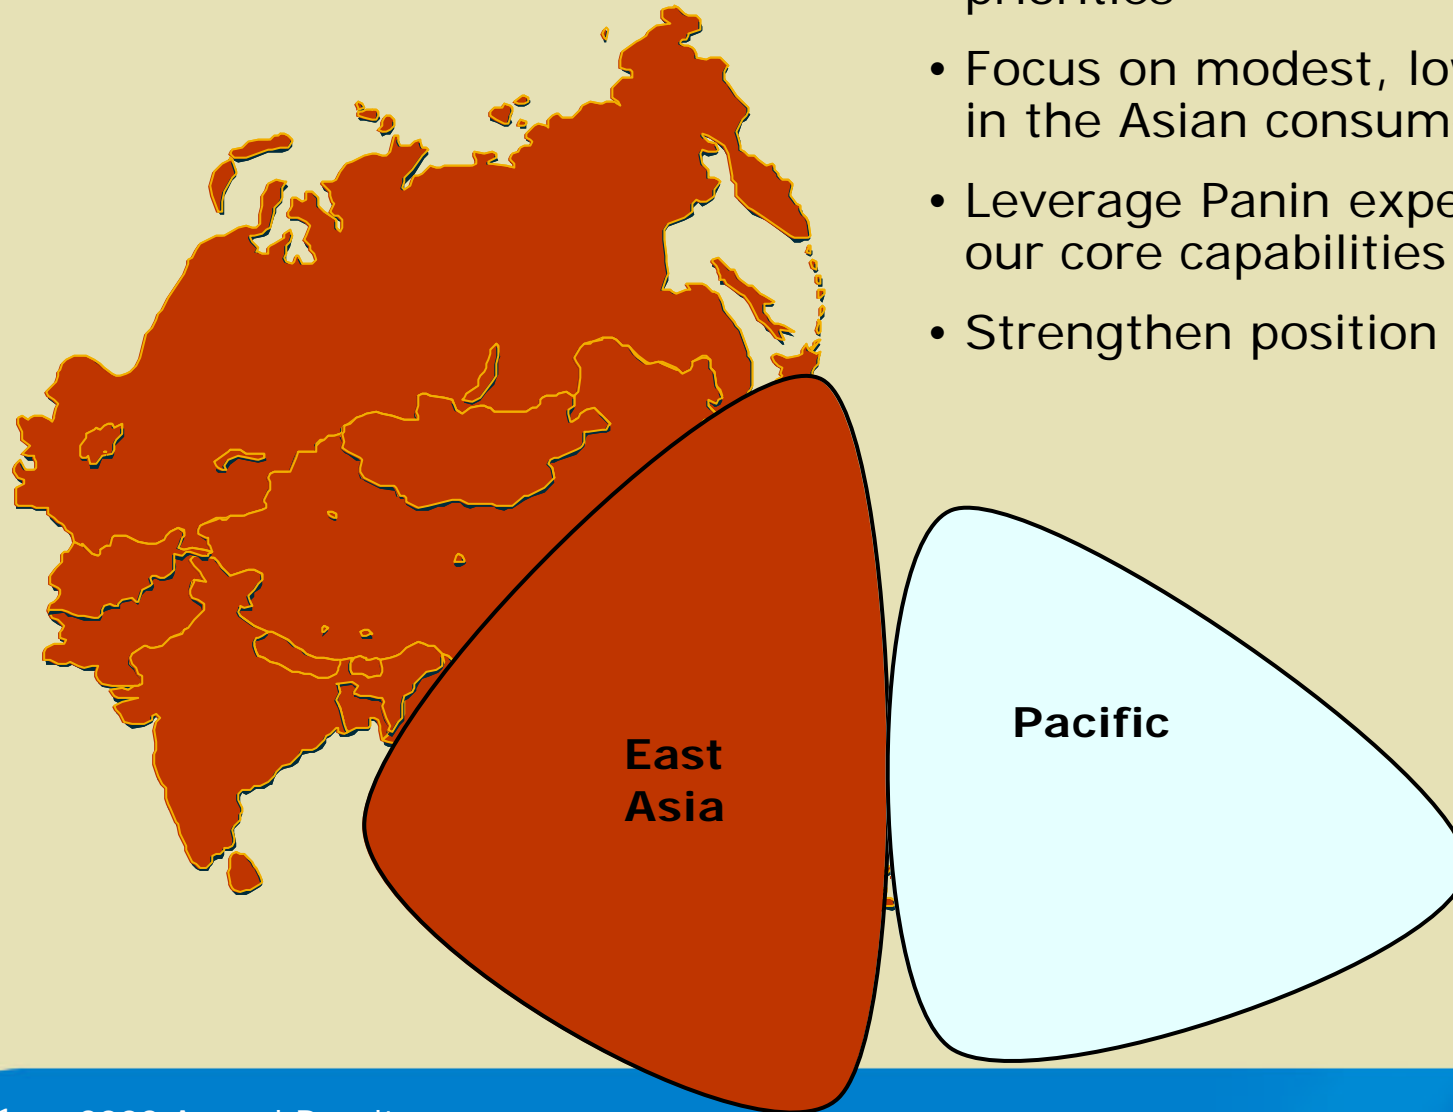 priorities
• Focus on modest, lo
in the Asian consum
• Leverage Panin expe
our core capabilities
• Strengthen position
East
Asia
Pacific